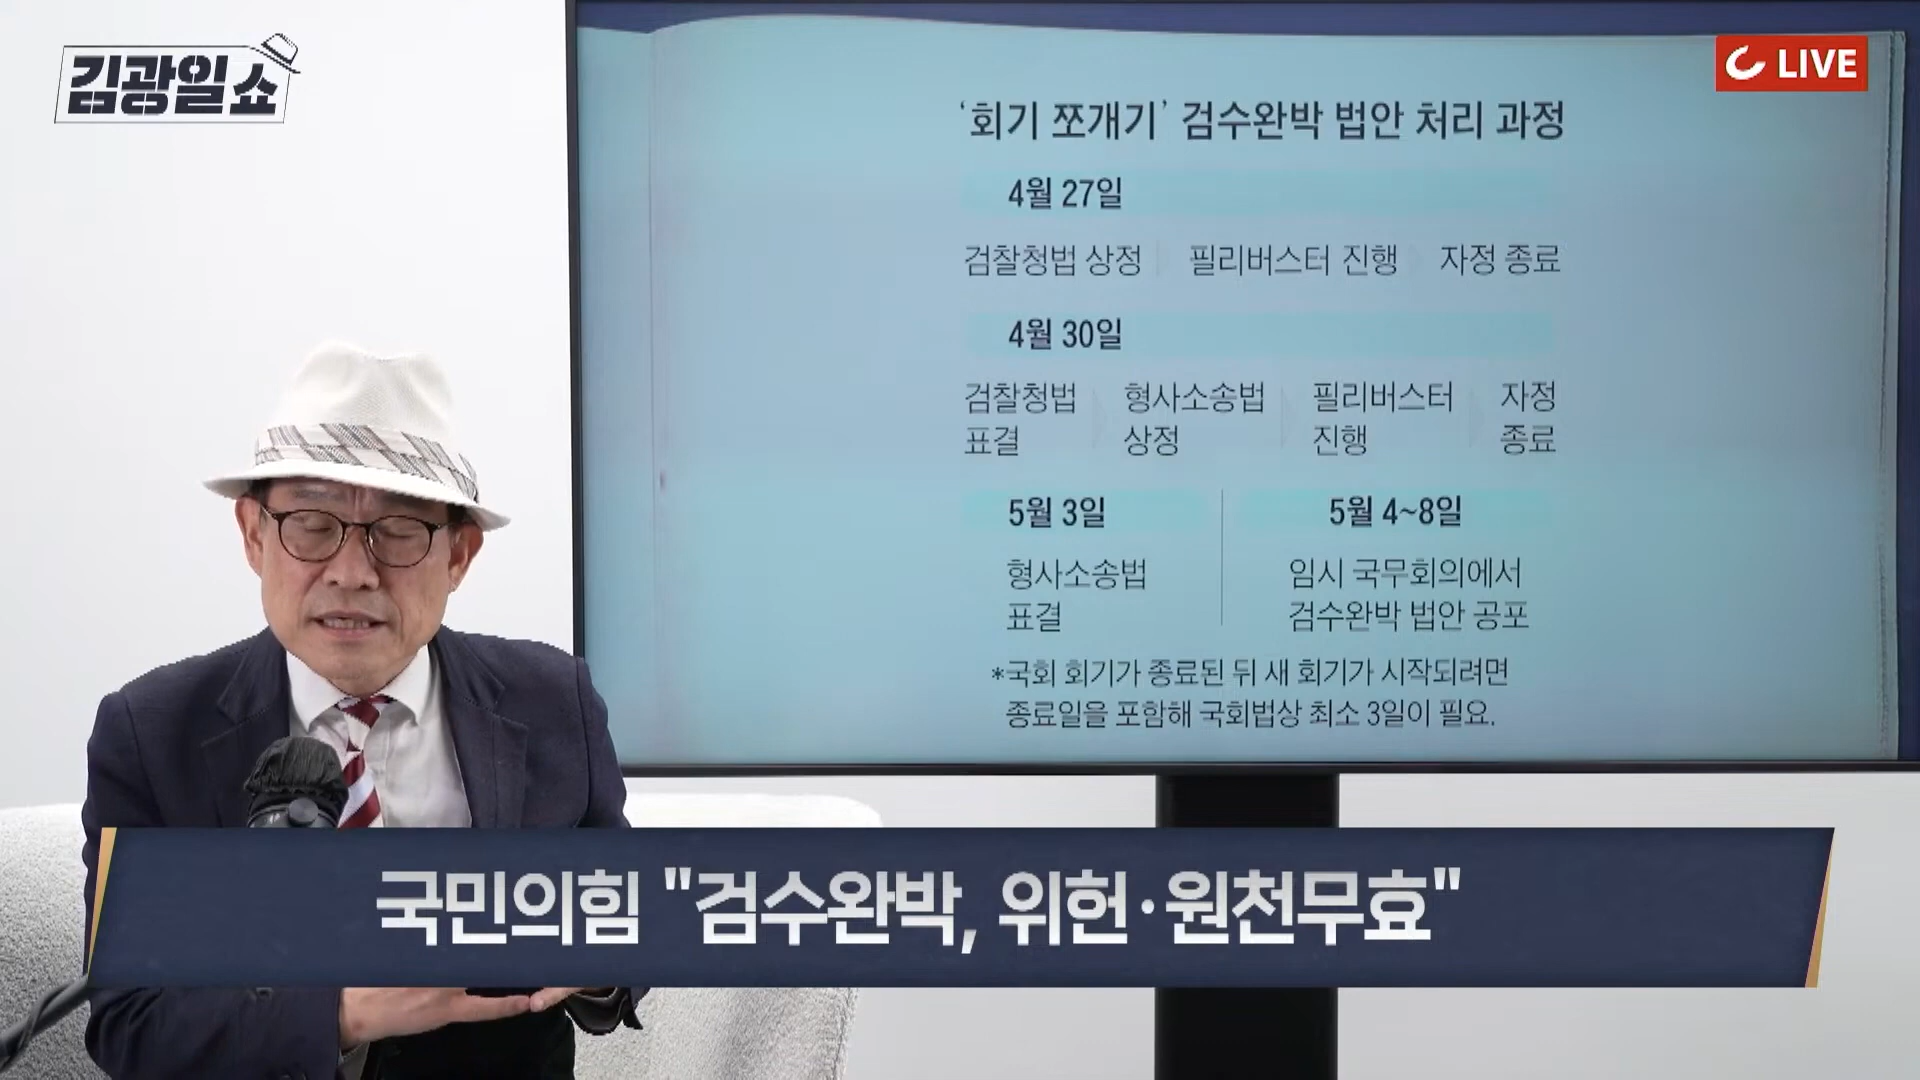 김광일쇼
LIVE
‘회기 쪼개기’ 검수완박 법안 처리 과정
4월 27일
검찰청법 상정 필리버스터 진행 자정 종료
4월 30일
검찰청법 표결
형사소송법 상정
필리버스터 진행
자정 종료
5월 3일
형사소송법
표결
5월 4~8일
임시 국무회의에서
검수완박 법안 공포
*국회 회기가 종료된 뒤 새 회기가 시작되려면
종료일을 포함해 국회법상 최소 3일이 필요.
국민의힘 "검수완박, 위헌·원천무효"